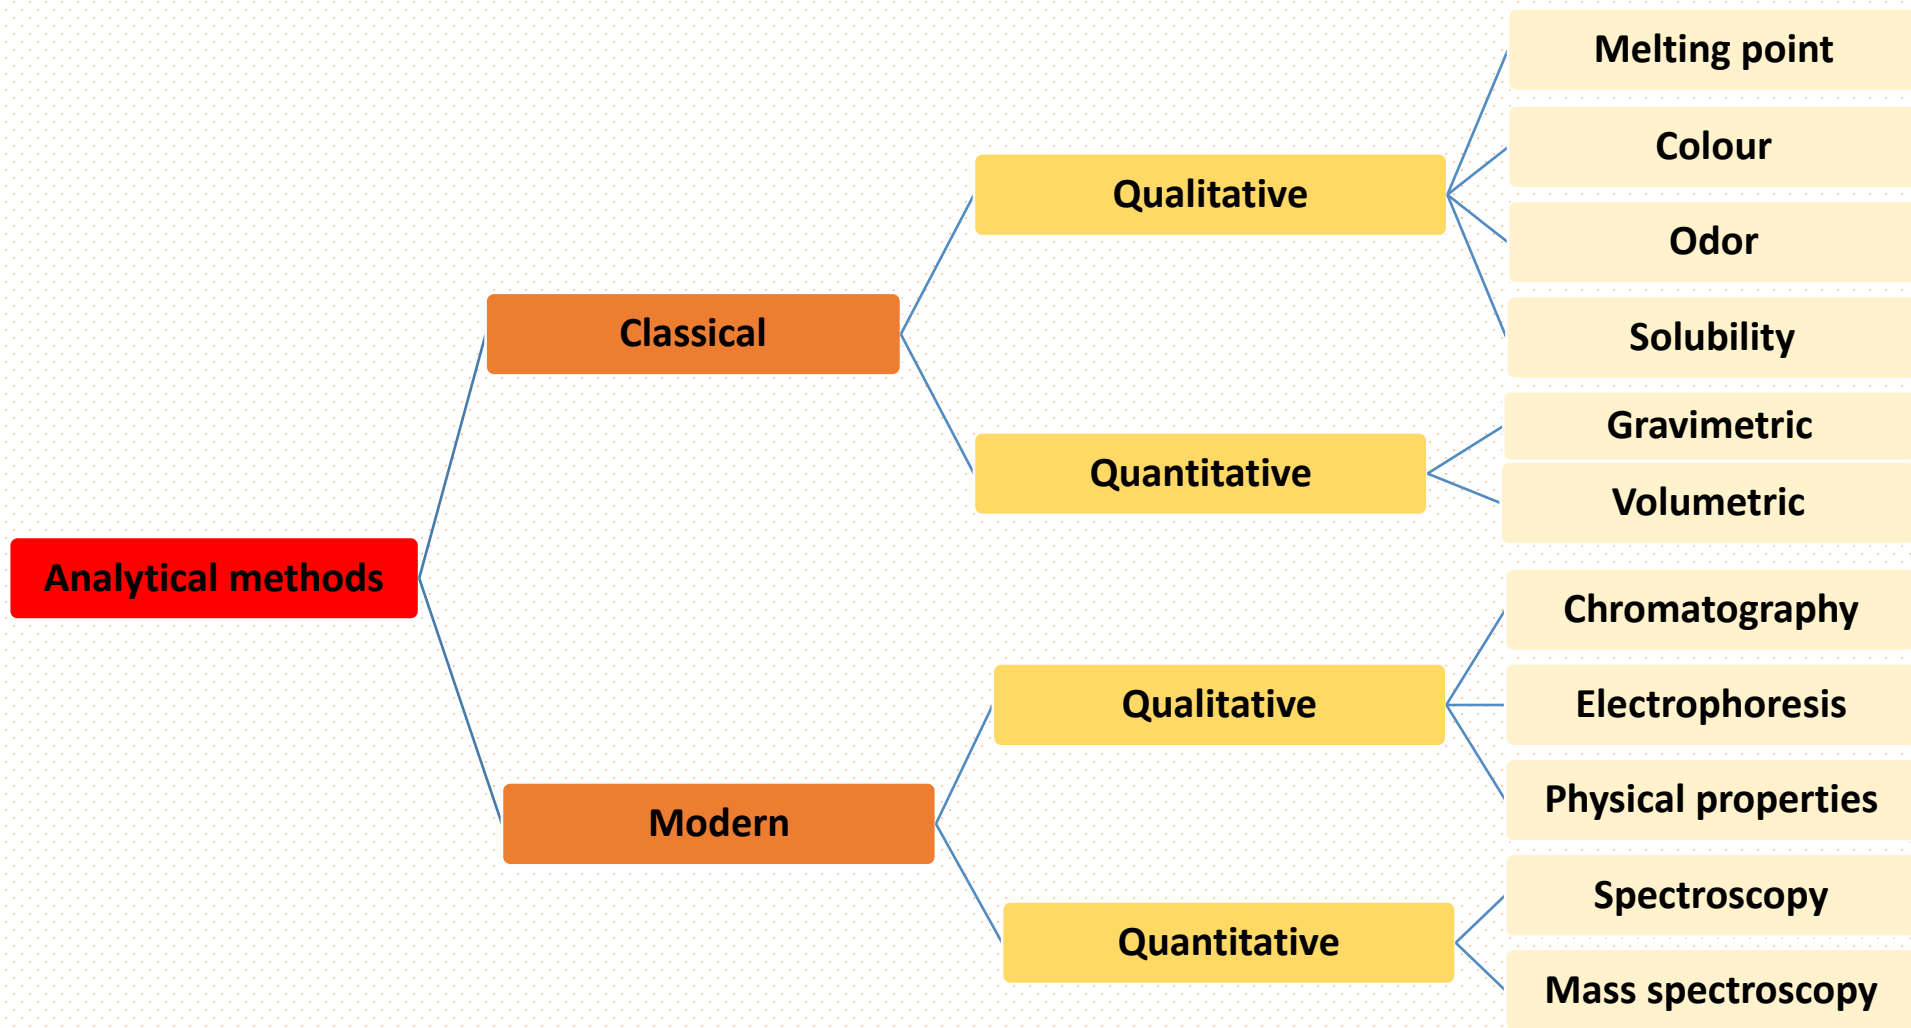 Analytical methods
Classical
Qualitative
Melting point
Colour
Odor
Solubility
Quantitative
Gravimetric
Volumetric
Modern
Qualitative
Chromatography
Electrophoresis
Physical properties
Quantitative
Spectroscopy
Mass spectroscopy